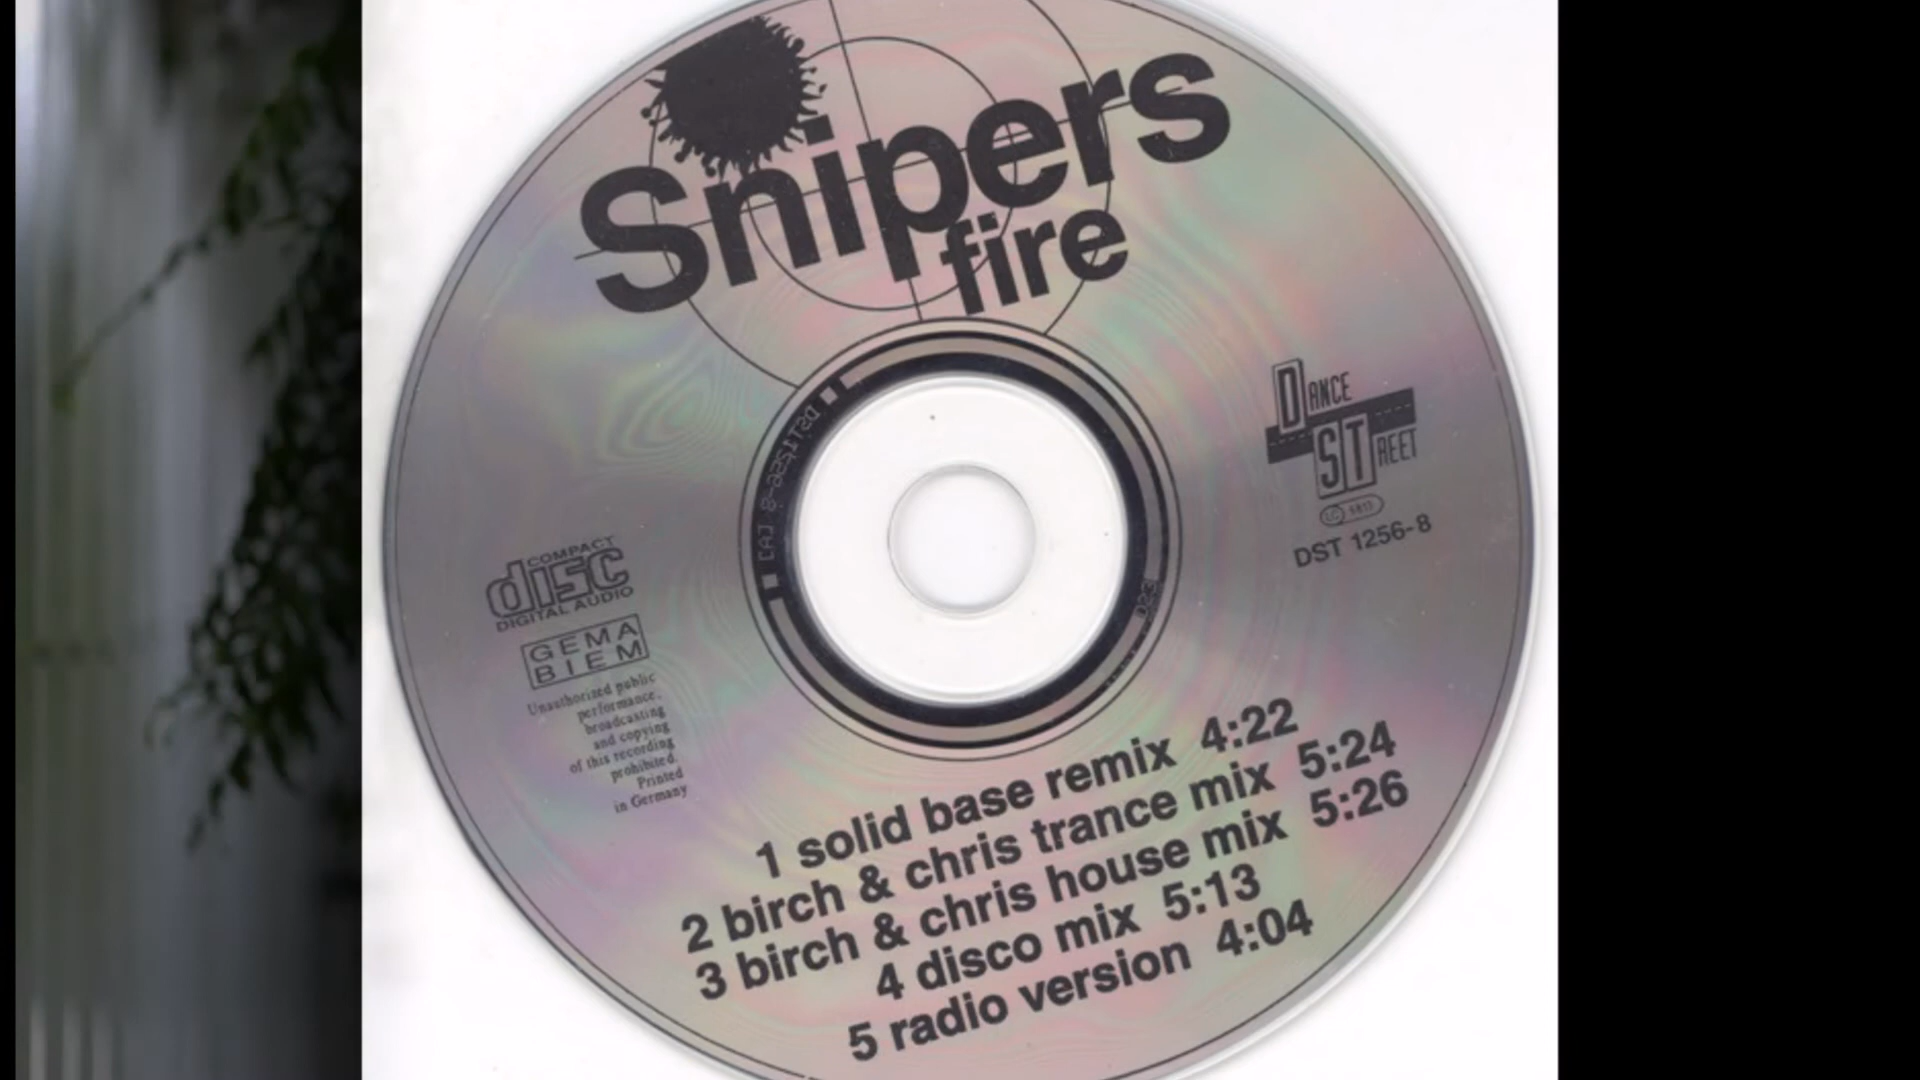 Snipers
fire
DANCE
STREET
LC 6817
DST 1256-8
COMPACT
disc
DIGITAL AUDIO
GEMA
BIEM
Unauthorized public
performance,
broadcasting
and copying
of this recording
prohibited.
Printed
in Germany
1 solid base remix 4:22
2 birch & chris trance mix 5:24
3 birch & chris house mix 5:26
4 disco mix 5:13
5 radio version 4:04